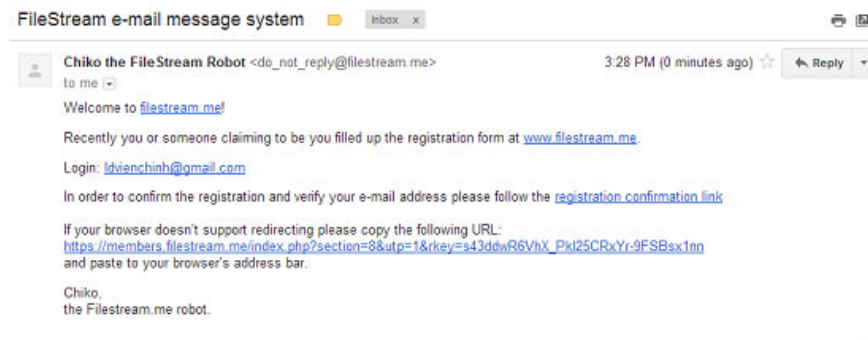 FileStream e-mail message system Inbox x
Chiko the FileStream Robot <do_not_reply@filestream.me> 3:28 PM (0 minutes ago) Reply
to me
Welcome to filestream.me!
Recently you or someone claiming to be you filled up the registration form at www.filestream.me.
Login: ldvienchinh@gmail.com
In order to confirm the registration and verify your e-mail address please follow the registration confirmation link
If your browser doesn't support redirecting please copy the following URL:
https://members.filestream.me/index.php?section=8&utp=1&rkey=s43ddwR6VhX_PkI25CRxYr-9FSBsx1nn
and paste to your browser's address bar.
Chiko,
the Filestream.me robot.